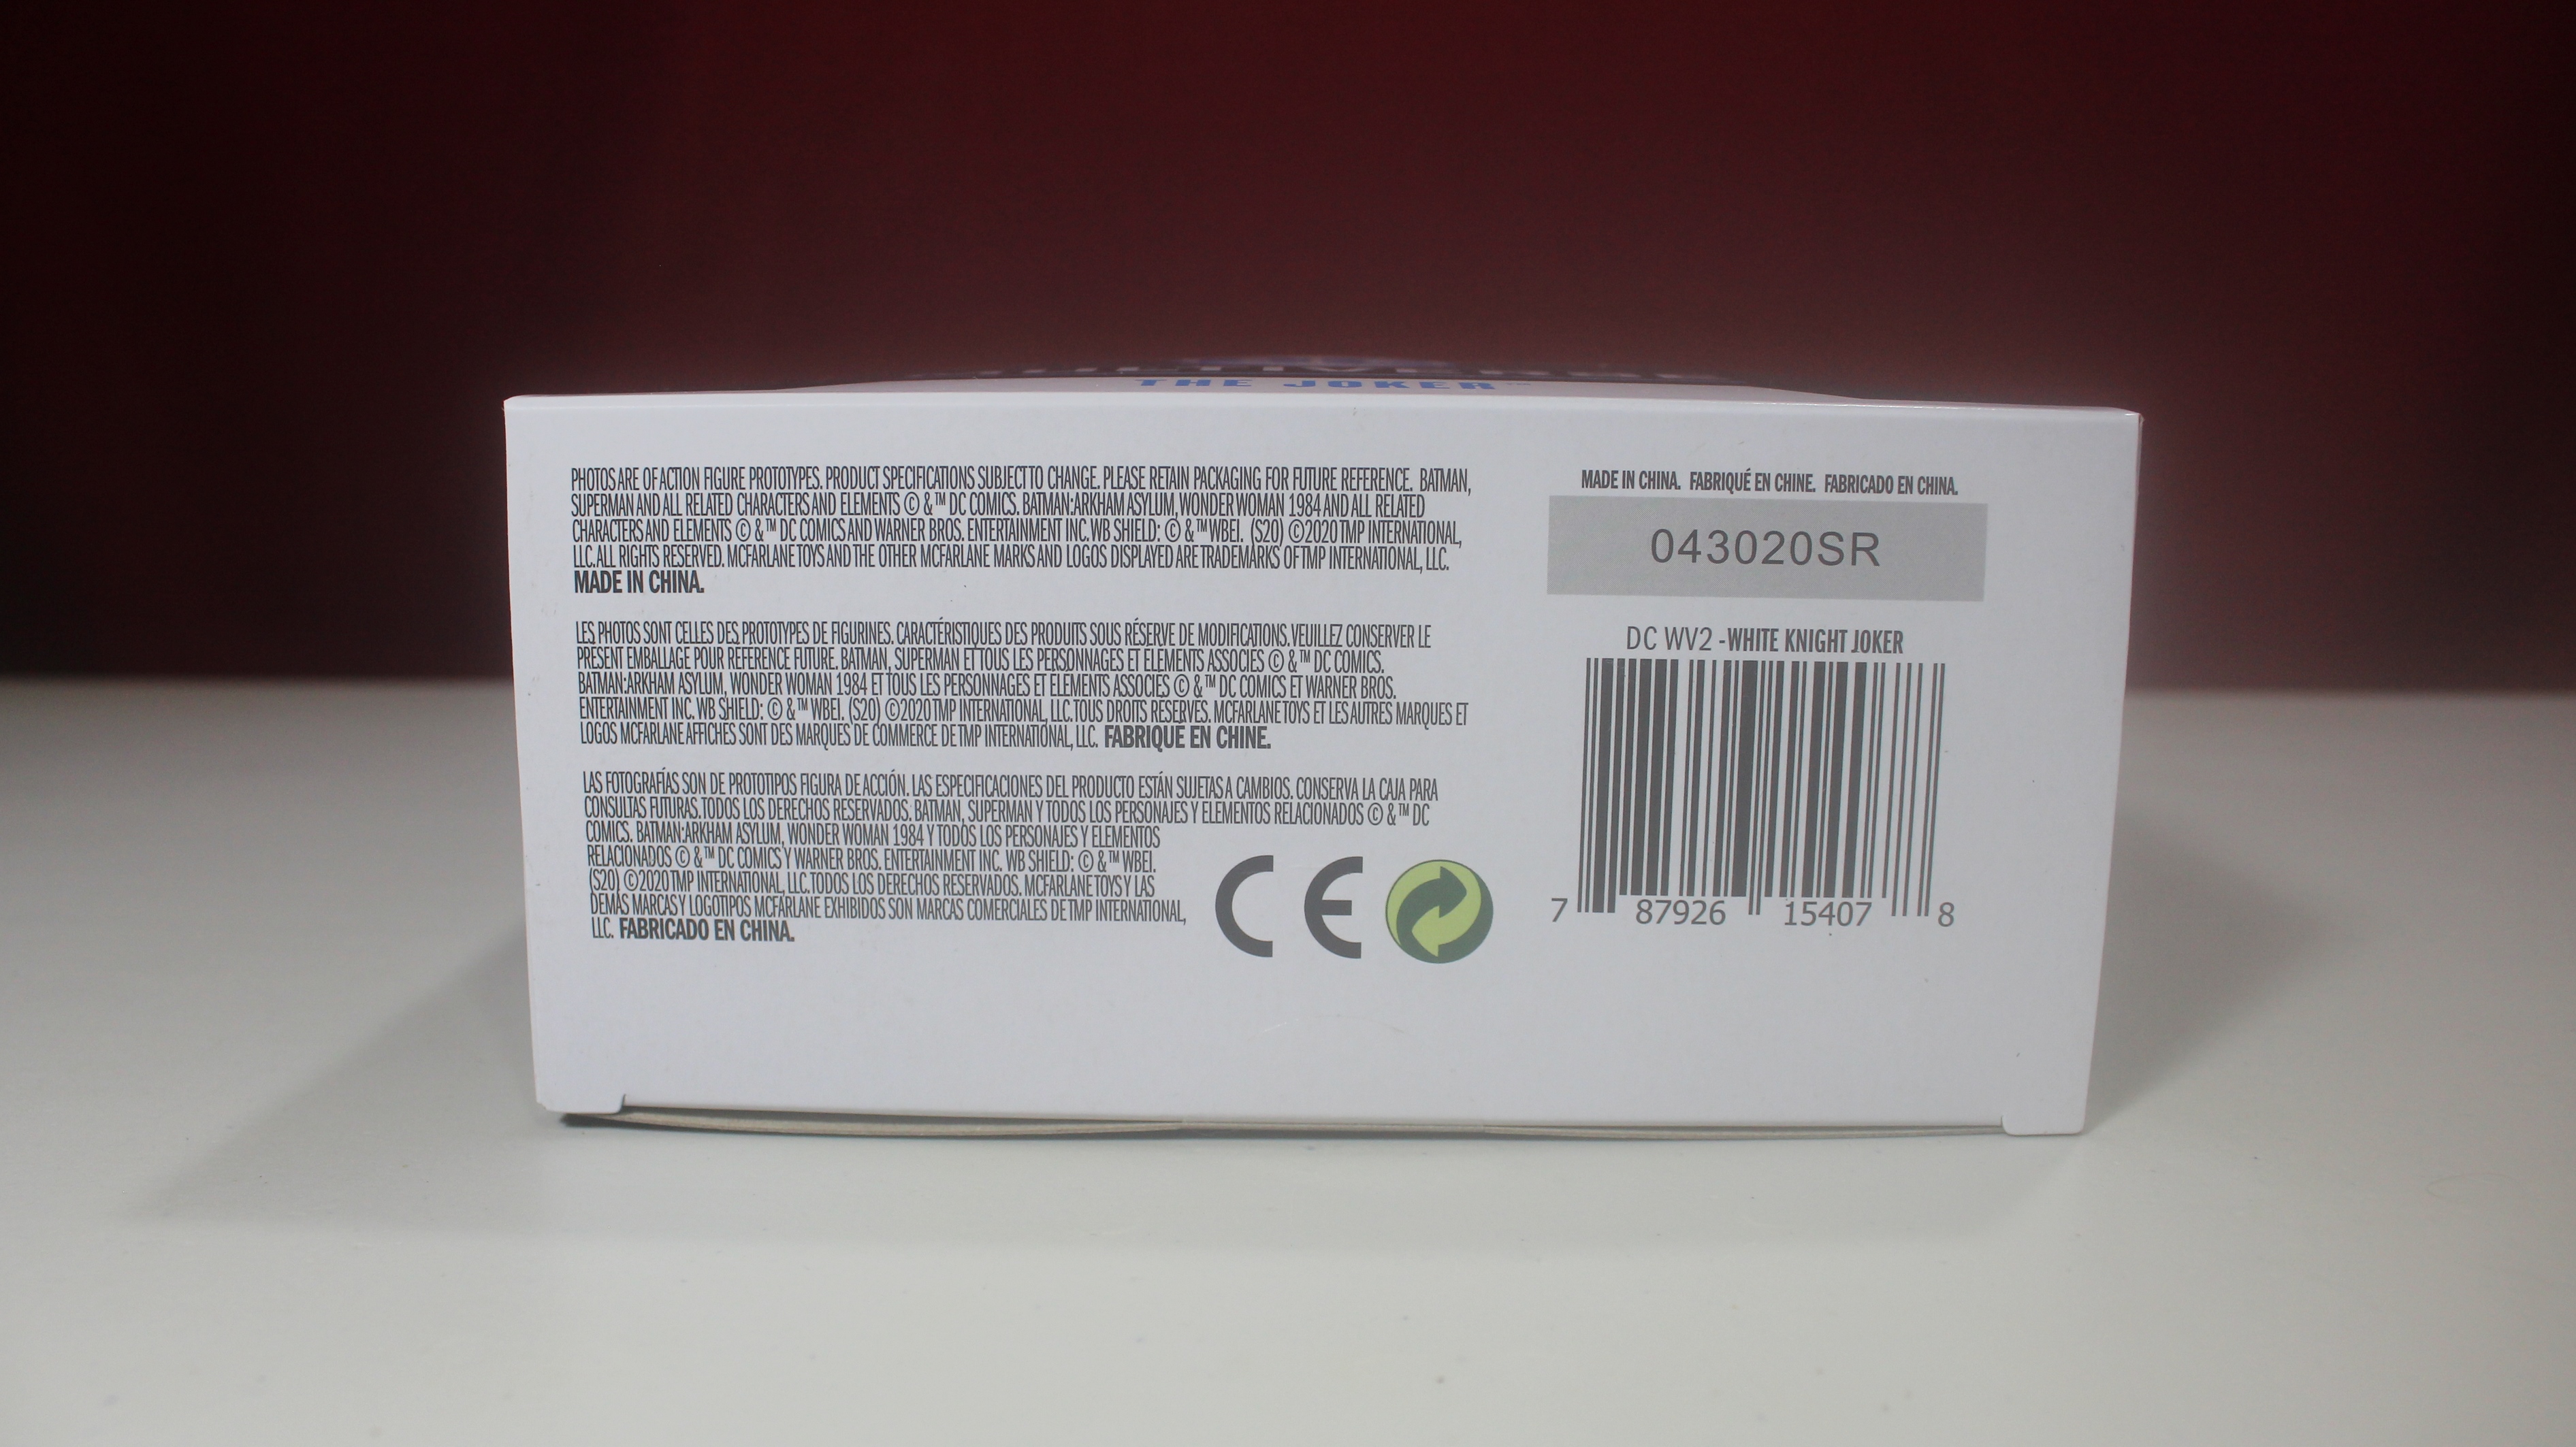 THE JOKER™
PHOTOS ARE OF ACTION FIGURE PROTOTYPES. PRODUCT SPECIFICATIONS SUBJECT TO CHANGE. PLEASE RETAIN PACKAGING FOR FUTURE REFERENCE. BATMAN,
SUPERMAN AND ALL RELATED CHARACTERS AND ELEMENTS © & ™ DC COMICS. BATMAN:ARKHAM ASYLUM, WONDER WOMAN 1984 AND ALL RELATED
CHARACTERS AND ELEMENTS © & ™ DC COMICS AND WARNER BROS. ENTERTAINMENT INC. WB SHIELD: © & ™ WBEI. (S20) ©2020 TMP INTERNATIONAL,
LLC. ALL RIGHTS RESERVED. MCFARLANE TOYS AND THE OTHER MCFARLANE MARKS AND LOGOS DISPLAYED ARE TRADEMARKS OF TMP INTERNATIONAL, LLC.
MADE IN CHINA.
LES PHOTOS SONT CELLES DES PROTOTYPES DE FIGURINES. CARACTÉRISTIQUES DES PRODUITS SOUS RÉSERVE DE MODIFICATIONS. VEUILLEZ CONSERVER LE
PRÉSENT EMBALLAGE POUR RÉFÉRENCE FUTURE. BATMAN, SUPERMAN ET TOUS LES PERSONNAGES ET ÉLÉMENTS ASSOCIÉS © & ™ DC COMICS.
BATMAN:ARKHAM ASYLUM, WONDER WOMAN 1984 ET TOUS LES PERSONNAGES ET ÉLÉMENTS ASSOCIÉS © & ™ DC COMICS ET WARNER BROS.
ENTERTAINMENT INC. WB SHIELD: © & ™ WBEI. (S20) ©2020 TMP INTERNATIONAL, LLC. TOUS DROITS RÉSERVÉS. MCFARLANE TOYS ET LES AUTRES MARQUES ET
LOGOS MCFARLANE AFFICHÉS SONT DES MARQUES DE COMMERCE DE TMP INTERNATIONAL, LLC. FABRIQUÉ EN CHINE.
LAS FOTOGRAFÍAS SON DE PROTOTIPOS FIGURA DE ACCIÓN. LAS ESPECIFICACIONES DEL PRODUCTO ESTÁN SUJETAS A CAMBIOS. CONSERVA LA CAJA PARA
CONSULTAS FUTURAS. TODOS LOS DERECHOS RESERVADOS. BATMAN, SUPERMAN Y TODOS LOS PERSONAJES Y ELEMENTOS RELACIONADOS © & ™ DC
COMICS. BATMAN:ARKHAM ASYLUM, WONDER WOMAN 1984 Y TODOS LOS PERSONAJES Y ELEMENTOS
RELACIONADOS © & ™ DC COMICS Y WARNER BROS. ENTERTAINMENT INC. WB SHIELD: © & ™ WBEI.
(S20) ©2020 TMP INTERNATIONAL, LLC. TODOS LOS DERECHOS RESERVADOS. MCFARLANE TOYS Y LAS
DEMÁS MARCAS Y LOGOTIPOS MCFARLANE EXHIBIDOS SON MARCAS COMERCIALES DE TMP INTERNATIONAL,
LLC. FABRICADO EN CHINA.
CE
MADE IN CHINA. FABRIQUÉ EN CHINE. FABRICADO EN CHINA.
043020SR
DC WV2 -WHITE KNIGHT JOKER
7 87926 15407 8